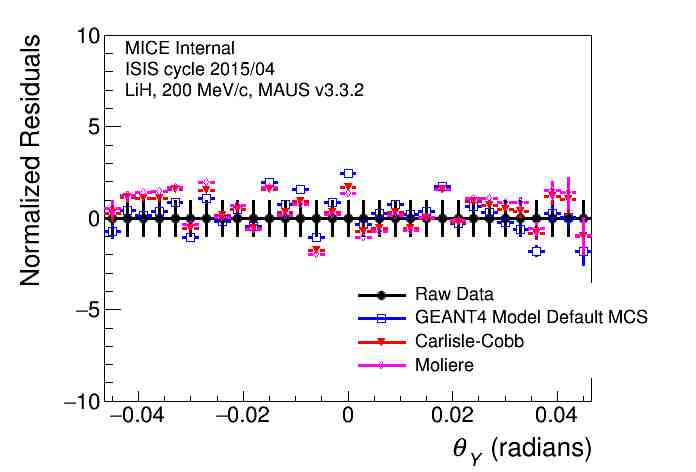 Normalized Residuals
10
5
0
−5
−10
MICE Internal
ISIS cycle 2015/04
LiH, 200 MeV/c, MAUS v3.3.2
Raw Data
GEANT4 Model Default MCS
Carlisle-Cobb
Moliere
−0.04 −0.02 0 0.02 0.04
θY (radians)